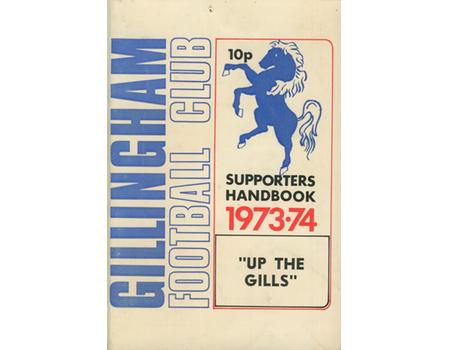 GILLINGHAM
FOOTBALL CLUB
10p
SUPPORTERS
HANDBOOK
1973-74
"UP THE
GILLS"